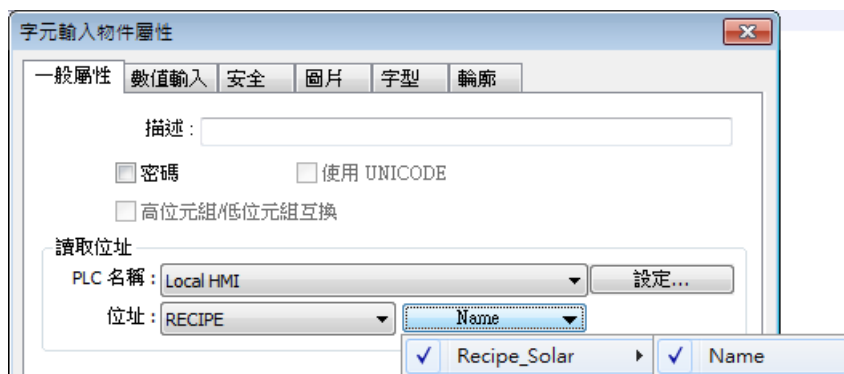 字元輸入物件屬性
一般屬性 數值輸入 安全 圖片 字型 輪廓
描述 :
密碼 使用 UNICODE
高位元組/低位元組互換
讀取位址
PLC 名稱 : Local HMI 設定...
位址 : RECIPE Name
Recipe_Solar Name